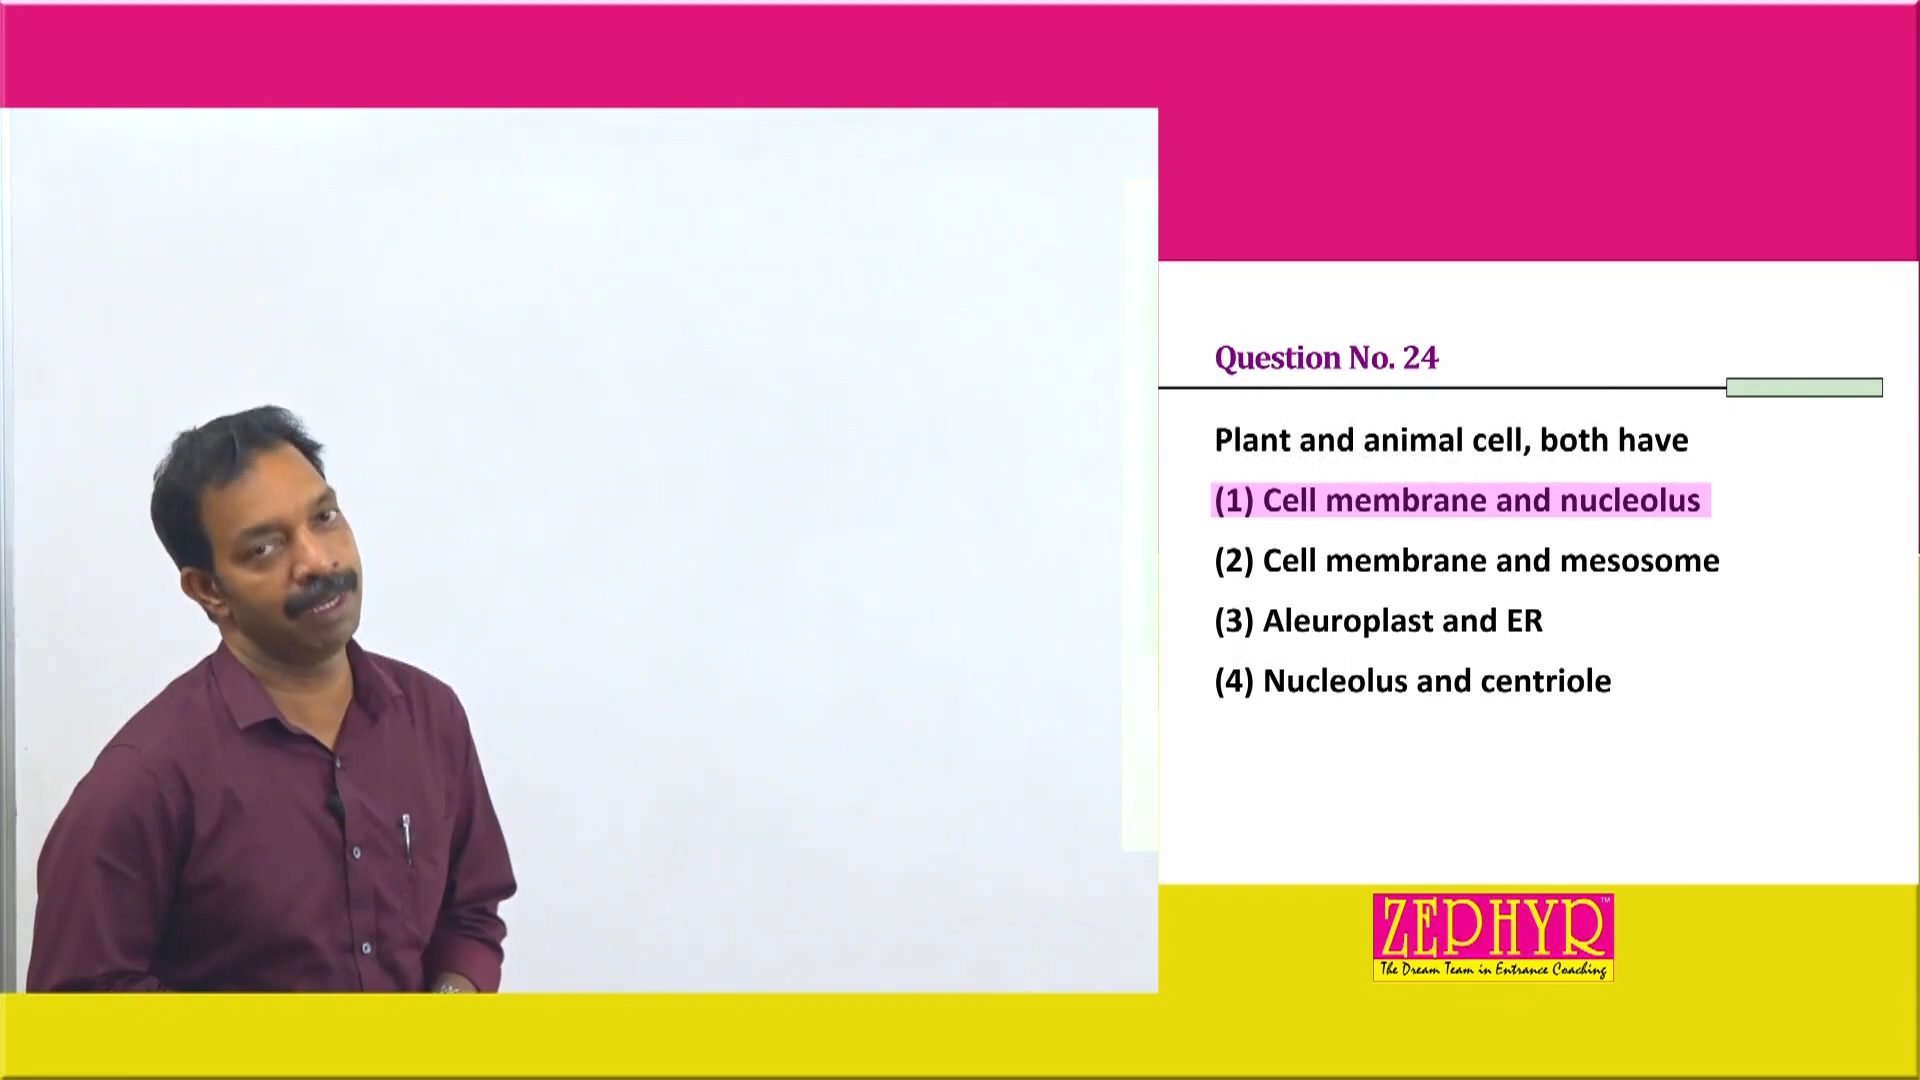 Question No. 24
Plant and animal cell, both have
(1) Cell membrane and nucleolus
(2) Cell membrane and mesosome
(3) Aleuroplast and ER
(4) Nucleolus and centriole
ZEPHYR™
The Dream Team in Entrance Coaching